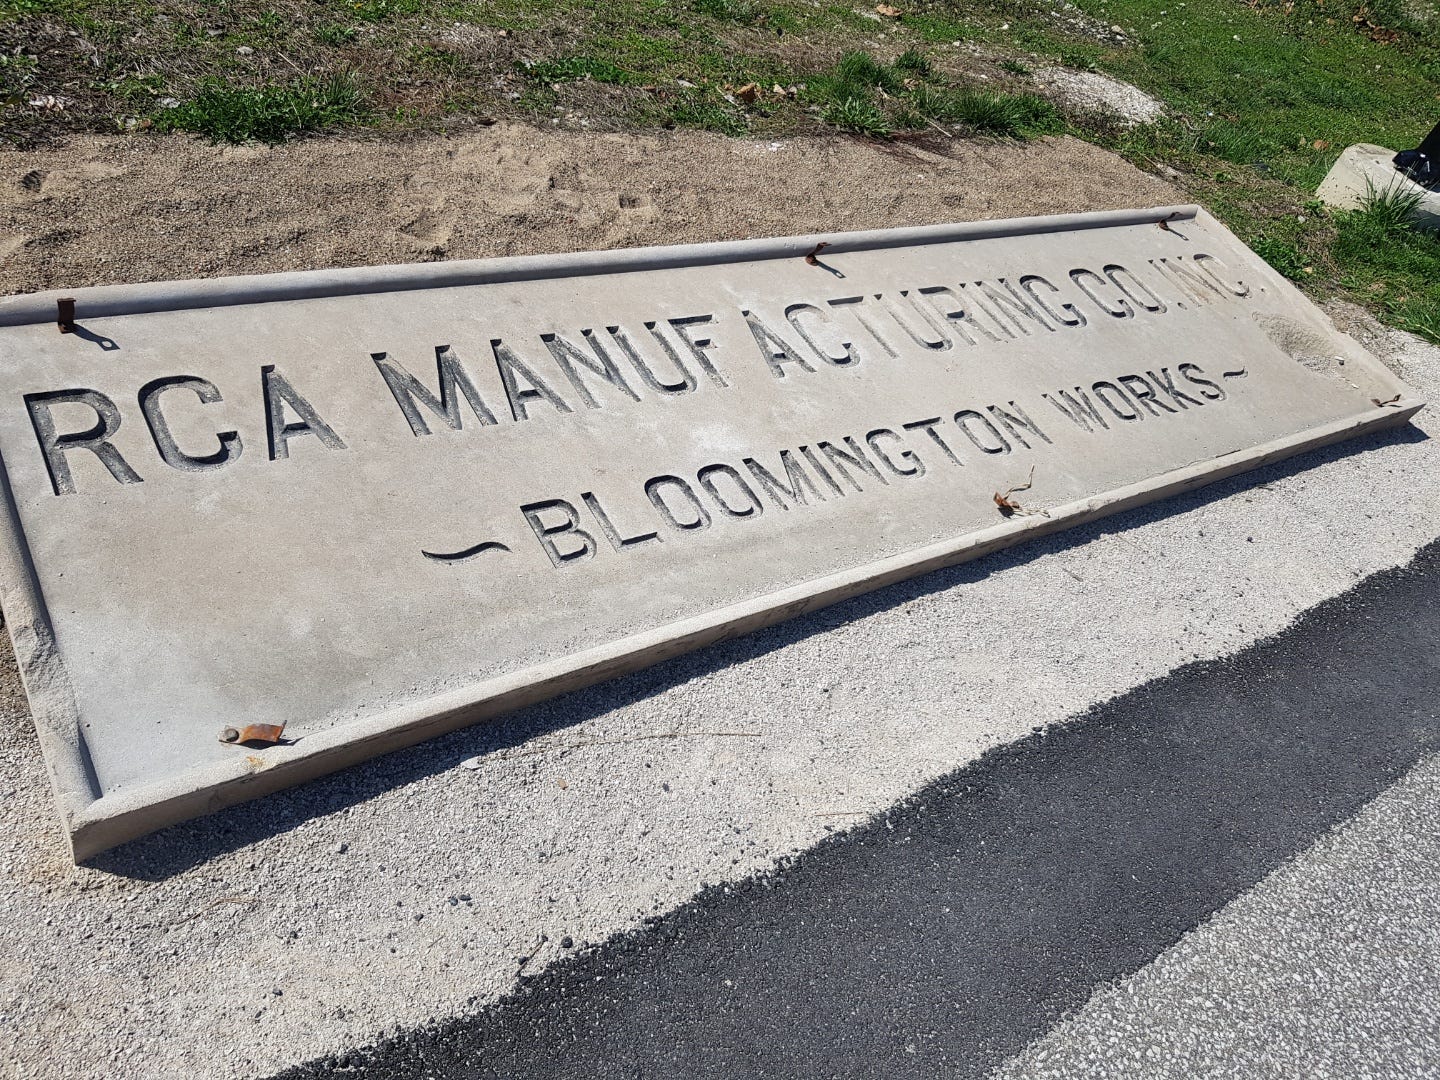 RCA MANUFACTURING CO. INC.
~ BLOOMINGTON WORKS ~